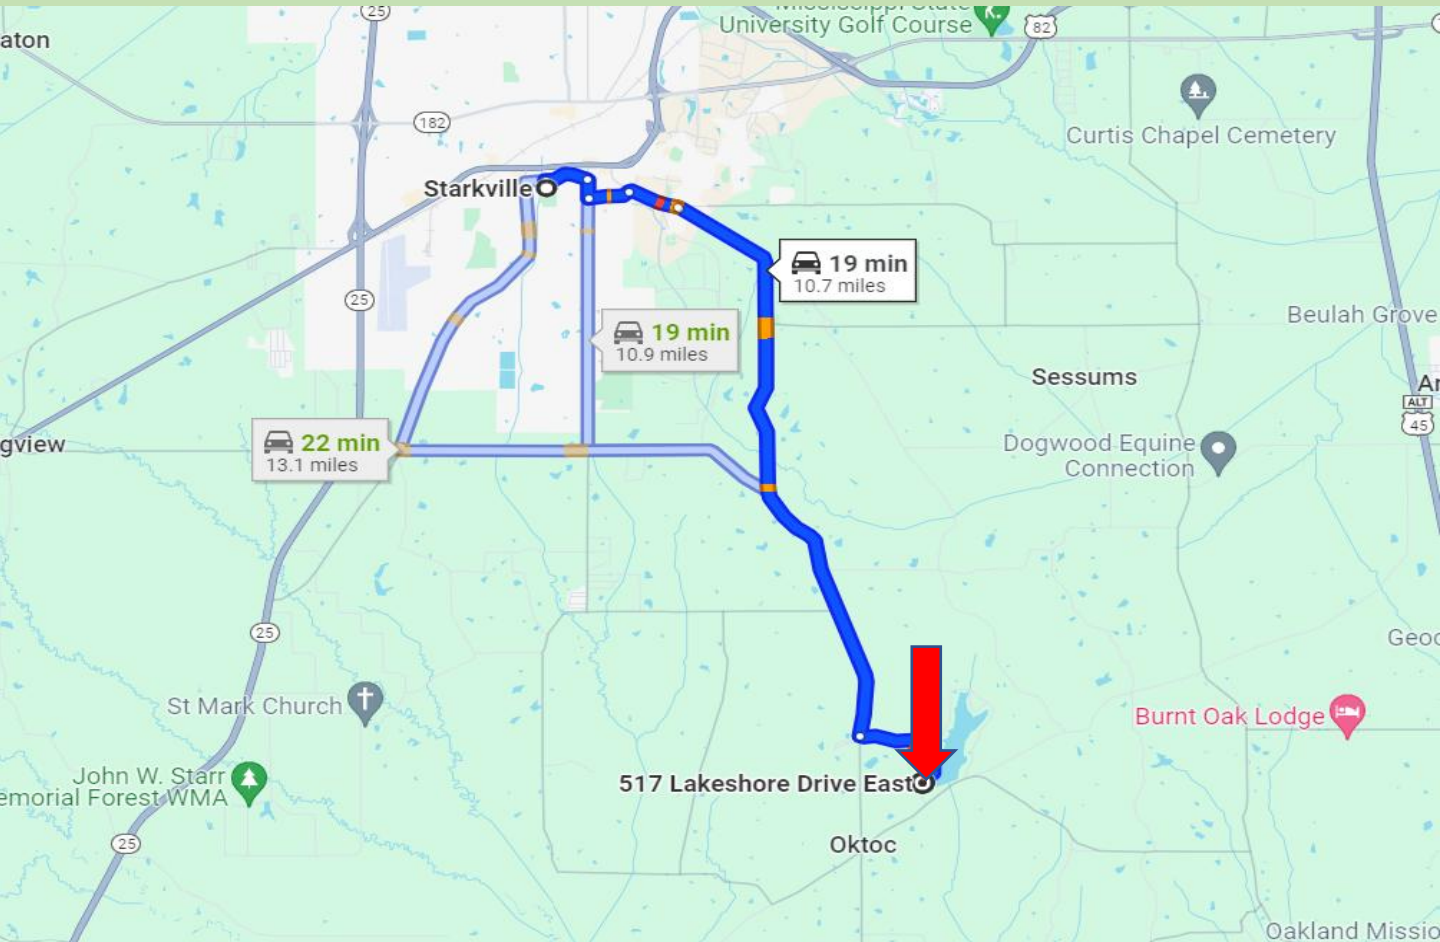 25
aton
University Golf Course
82
182
Curtis Chapel Cemetery
Starkville
19 min
10.7 miles
25
Beulah Grove
19 min
10.9 miles
Sessums
ALT
45
22 min
13.1 miles
gview
Dogwood Equine
Connection
25
St Mark Church
Burnt Oak Lodge
John W. Starr
emorial Forest WMA
517 Lakeshore Drive East
25
Oktoc
Oakland Missio